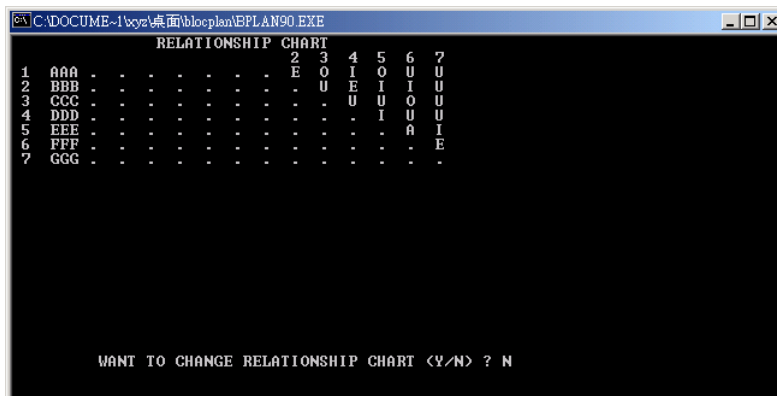 C:\DOCUME~1\xyz\桌面\blocplan\BPLAN90.EXE
RELATIONSHIP CHART
2 3 4 5 6 7
1 AAA . . . . . . . E O I O U U
2 BBB . . . . . . . . U E I I U
3 CCC . . . . . . . . . U U O U
4 DDD . . . . . . . . . . I U U
5 EEE . . . . . . . . . . . A I
6 FFF . . . . . . . . . . . . E
7 GGG . . . . . . . . . . . . .
WANT TO CHANGE RELATIONSHIP CHART (Y/N) ? N